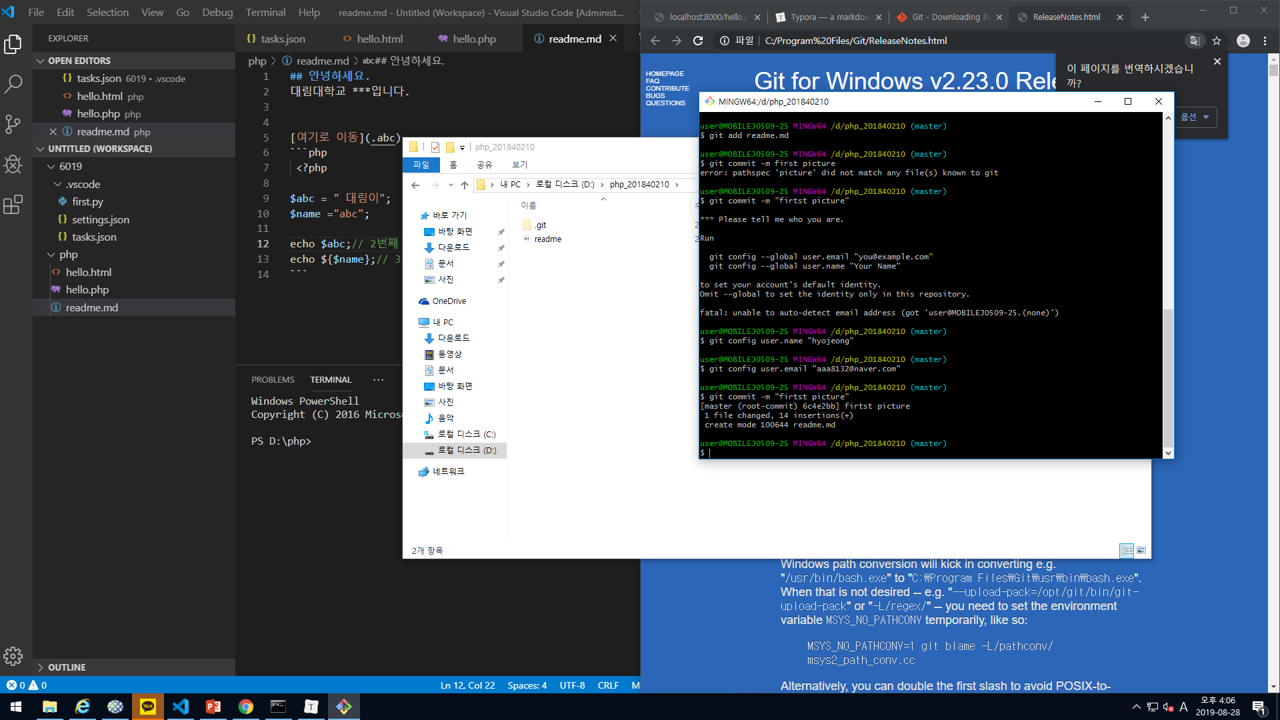 File Edit Selection View Go Debug Terminal Help readme.md - Untitled (Workspace) - Visual Studio Code [Adminis...
EXPLORER
OPEN EDITORS
tasks.json 6019 • .vscode
hello.html php
hello.php php
readme.md php
UNTITLED (WORKSPACE)
6019
.vscode
first.py
settings.json
tasks.json
php
hello.html
hello.php
readme.md
OUTLINE
tasks.json hello.html hello.php readme.md
php > readme.md > abc## 안녕하세요.
1 ## 안녕하세요.
2 대림대학교 ***입니다.
3
4
5 [여기로 이동](.abc)
6 ```php
7 <?php
8
9 $abc = " 대림이";
10 $name ="abc";
11
12 echo $abc;// 2번째
13 echo ${$name};// 3
14 ```
PROBLEMS TERMINAL ...
Windows PowerShell
Copyright (C) 2016 Microso
PS D:\php>
0 0 Ln 12, Col 22 Spaces: 4 UTF-8 CRLF M
php_201840210
파일 홈 공유 보기
내 PC > 로컬 디스크 (D:) > php_201840210 >
이름
.git
readme
바로 가기
바탕 화면
다운로드
문서
사진
OneDrive
내 PC
다운로드
동영상
문서
바탕 화면
사진
음악
로컬 디스크 (C:)
로컬 디스크 (D:)
네트워크
2개 항목
localhost:8000/hello.p Typora — a markdow Git - Downloading P ReleaseNotes.html
파일 | C:/Program%20Files/Git/ReleaseNotes.html
이 페이지를 번역하시겠습니
까?
옵션
HOMEPAGE
FAQ
CONTRIBUTE
BUGS
QUESTIONS
Git for Windows v2.23.0 Rele
MINGW64:/d/php_201840210
user@MOBILEJO509-25 MINGW64 /d/php_201840210 (master)
$ git add readme.md
user@MOBILEJO509-25 MINGW64 /d/php_201840210 (master)
$ git commit -m first picture
error: pathspec 'picture' did not match any file(s) known to git
user@MOBILEJO509-25 MINGW64 /d/php_201840210 (master)
$ git commit -m "firtst picture"
*** Please tell me who you are.
Run
git config --global user.email "you@example.com"
git config --global user.name "Your Name"
to set your account's default identity.
Omit --global to set the identity only in this repository.
fatal: unable to auto-detect email address (got 'user@MOBILEJO509-25.(none)')
user@MOBILEJO509-25 MINGW64 /d/php_201840210 (master)
$ git config user.name "hyojeong"
user@MOBILEJO509-25 MINGW64 /d/php_201840210 (master)
$ git config user.email "aaa8132@naver.com"
user@MOBILEJO509-25 MINGW64 /d/php_201840210 (master)
$ git commit -m "firtst picture"
[master (root-commit) 6c4e2bb] firtst picture
1 file changed, 14 insertions(+)
create mode 100644 readme.md
user@MOBILEJO509-25 MINGW64 /d/php_201840210 (master)
$
Windows path conversion will kick in converting e.g.
"/usr/bin/bash.exe" to "C:₩Program Files₩Git₩usr₩bin₩bash.exe".
When that is not desired -- e.g. "--upload-pack=/opt/git/bin/git-
upload-pack" or "-L/regex/" -- you need to set the environment
variable MSYS_NO_PATHCONV temporarily, like so:
MSYS_NO_PATHCONV=1 git blame -L/pathconv/
msys2_path_conv.cc
Alternatively, you can double the first slash to avoid POSIX-to-
A 오후 4:06
2019-08-28
1